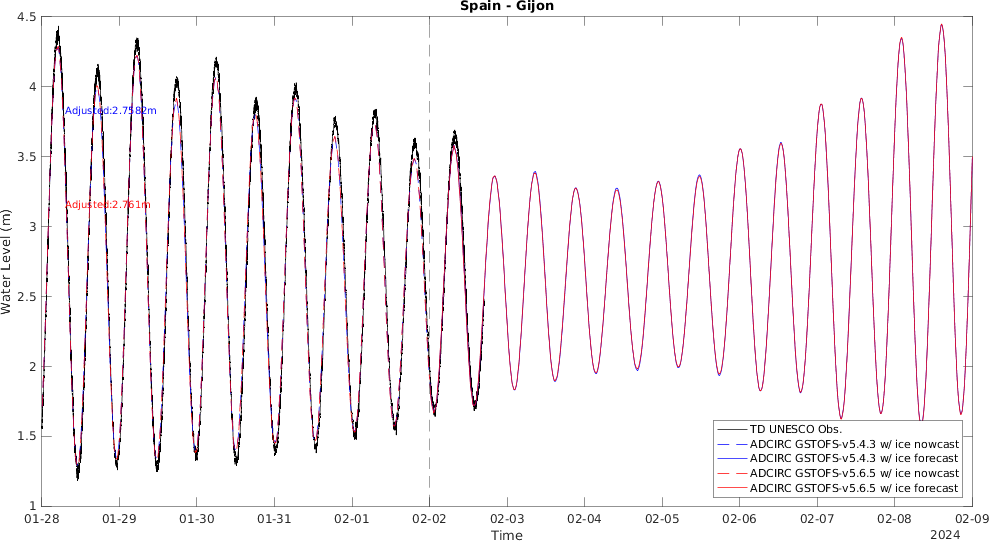 Spain - Gijon
4.5
4
3.5
3
2.5
2
1.5
1
Water Level (m)
Adjusted:2.7582m
Adjusted:2.761m
TD UNESCO Obs.
ADCIRC GSTOFS-v5.4.3 w/ ice nowcast
ADCIRC GSTOFS-v5.4.3 w/ ice forecast
ADCIRC GSTOFS-v5.6.5 w/ ice nowcast
ADCIRC GSTOFS-v5.6.5 w/ ice forecast
01-28 01-29 01-30 01-31 02-01 02-02 02-03 02-04 02-05 02-06 02-07 02-08 02-09
Time
2024